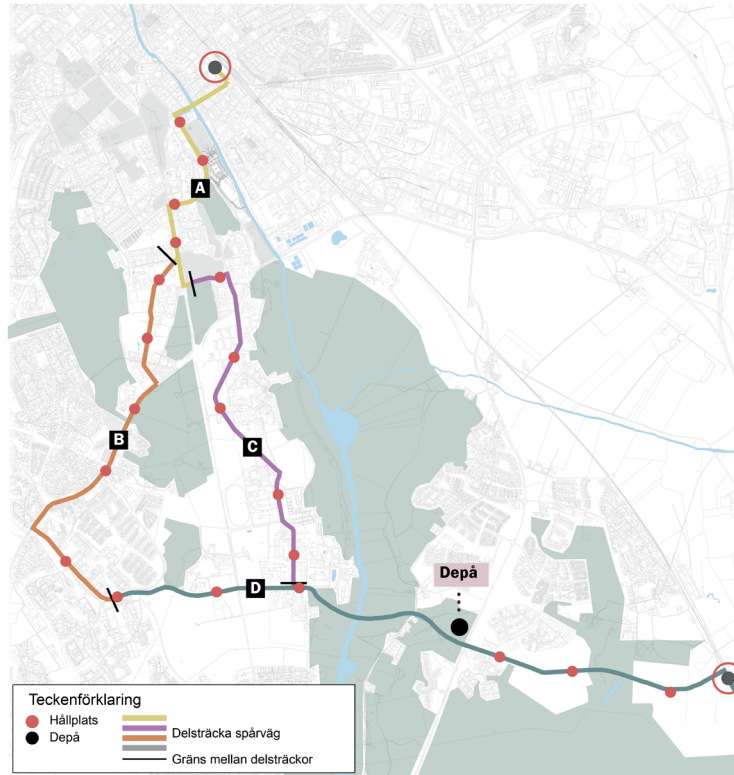 A
B
C
D
Depå
Teckenförklaring
Hållplats
Depå
Delsträcka spårväg
Gräns mellan delsträckor